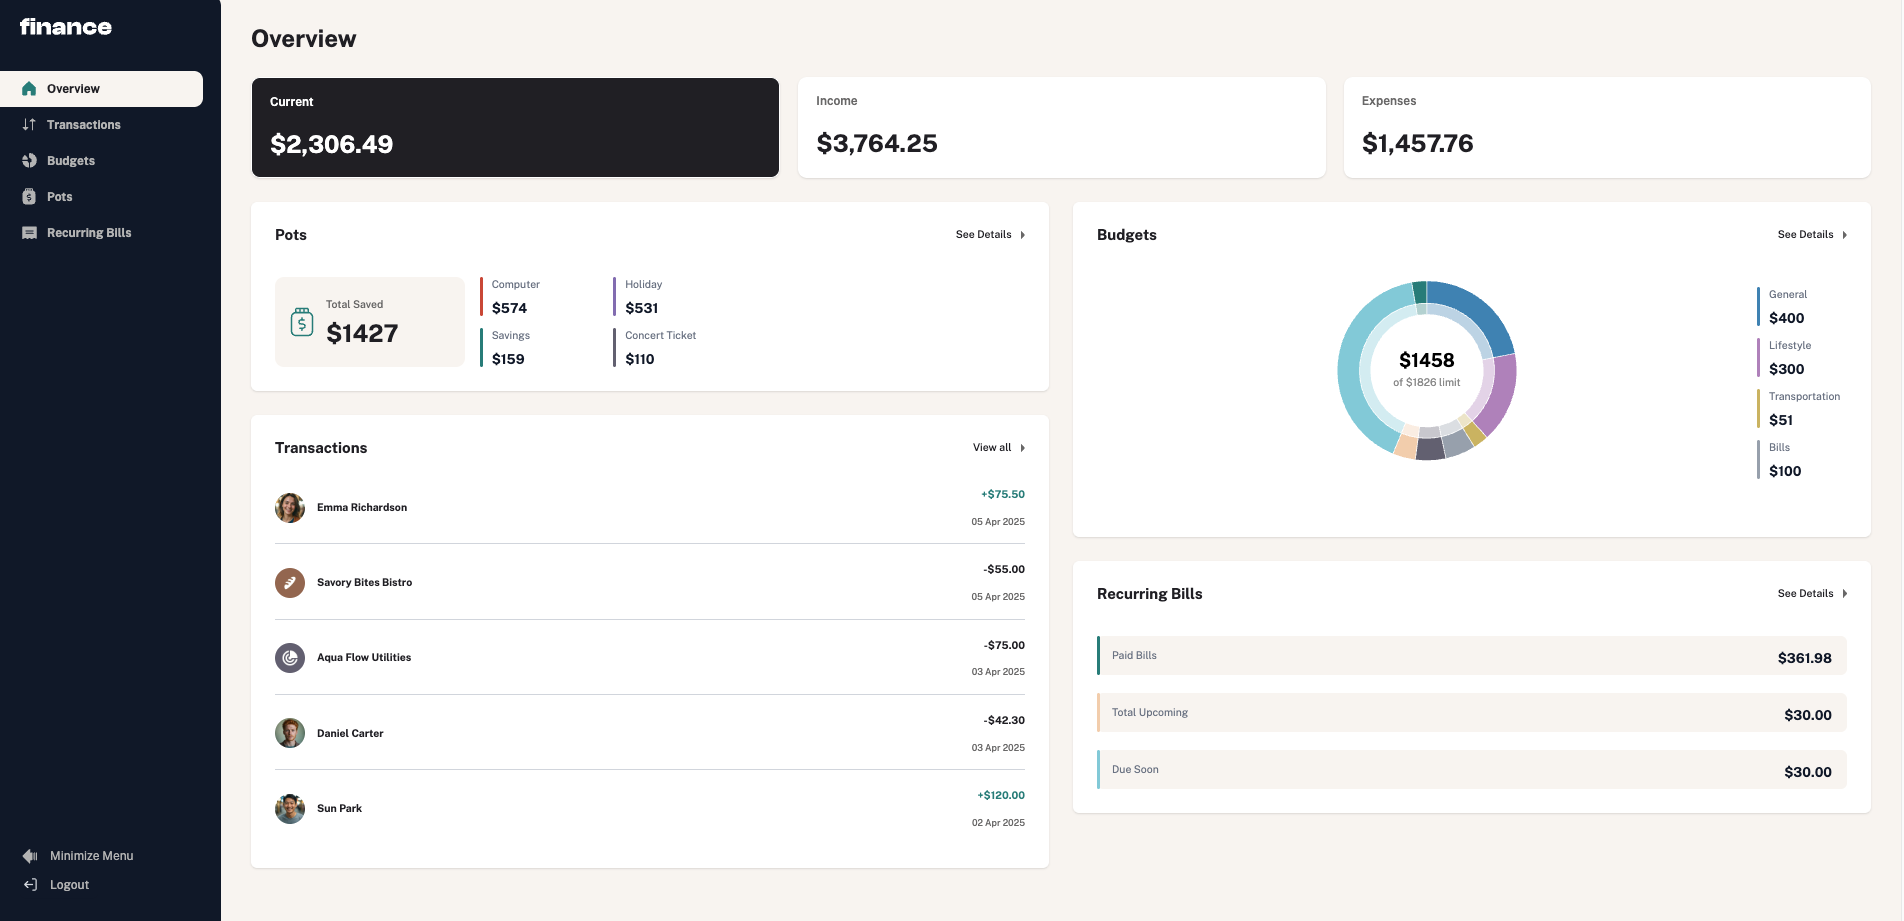 finance
Overview
Transactions
Budgets
Pots
Recurring Bills
Minimize Menu
Logout
Overview
Current
$2,306.49
Income
$3,764.25
Expenses
$1,457.76
Pots
See Details
Total Saved
$1427
Computer
$574
Holiday
$531
Savings
$159
Concert Ticket
$110
Transactions
View all
Emma Richardson
+$75.50
05 Apr 2025
Savory Bites Bistro
-$55.00
05 Apr 2025
Aqua Flow Utilities
-$75.00
03 Apr 2025
Daniel Carter
-$42.30
03 Apr 2025
Sun Park
+$120.00
02 Apr 2025
Budgets
See Details
$1458
of $1826 limit
General
$400
Lifestyle
$300
Transportation
$51
Bills
$100
Recurring Bills
See Details
Paid Bills
$361.98
Total Upcoming
$30.00
Due Soon
$30.00